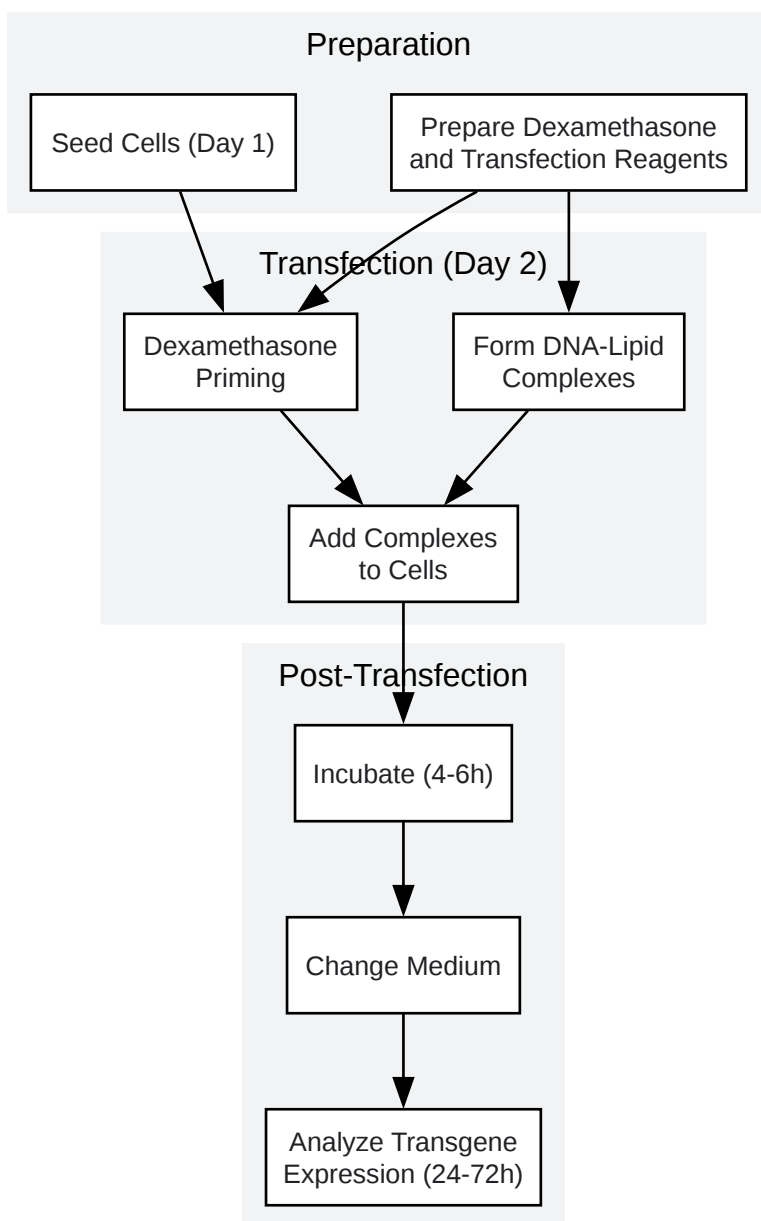 Preparation
Seed Cells (Day 1)
Prepare Dexamethasone
and Transfection Reagents
Transfection (Day 2)
Dexamethasone
Priming
Form DNA-Lipid
Complexes
Add Complexes
to Cells
Post-Transfection
Incubate (4-6h)
Change Medium
Analyze Transgene
Expression (24-72h)